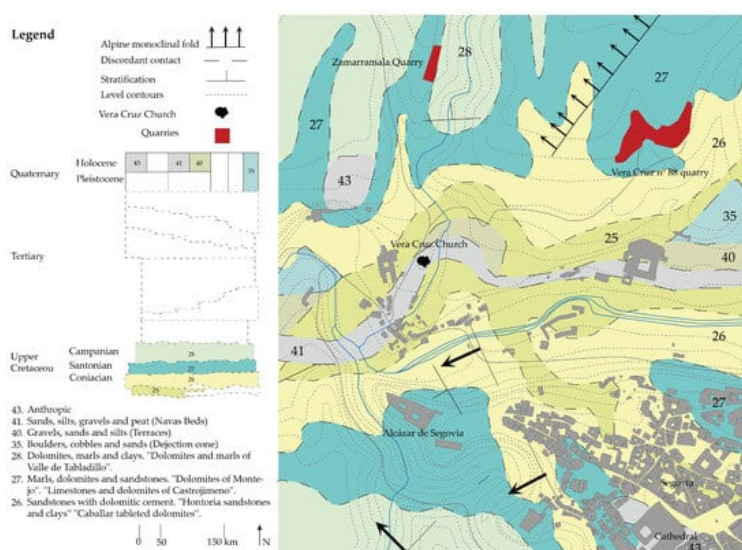 Legend
Alpine monoclinal fold
Discordant contact
Stratification
Level contours
Vera Cruz Church
Quarries
Quaternary
Holocene
Pleistocene
43
41
40
35
Tertiary
Upper
Cretaceou
Campanian
Santonian
Coniacian
28
27
26
25
43. Anthropic
41. Sands, silts, gravels and peat (Navas Beds)
40. Gravels, sands and silts (Terraces)
35. Boulders, cobbles and sands (Dejection cone)
28. Dolomites, marls and clays. "Dolomites and marls of
Valle de Tabladillo".
27. Marls, dolomites and sandstones. "Dolomites of Monte-
jo". "Limestones and dolomites of Castrojimeno".
26. Sandstones with dolomitic cement. "Hontoria sandstones
and clays" "Caballar tableted dolomites".
0 50 150 km N
Zamarramala Quarry
28
27
27
26
43
Vera Cruz n° 88 quarry
35
25
Vera Cruz Church
40
41
26
27
Alcázar de Segovia
Segovia
Cathedral
43